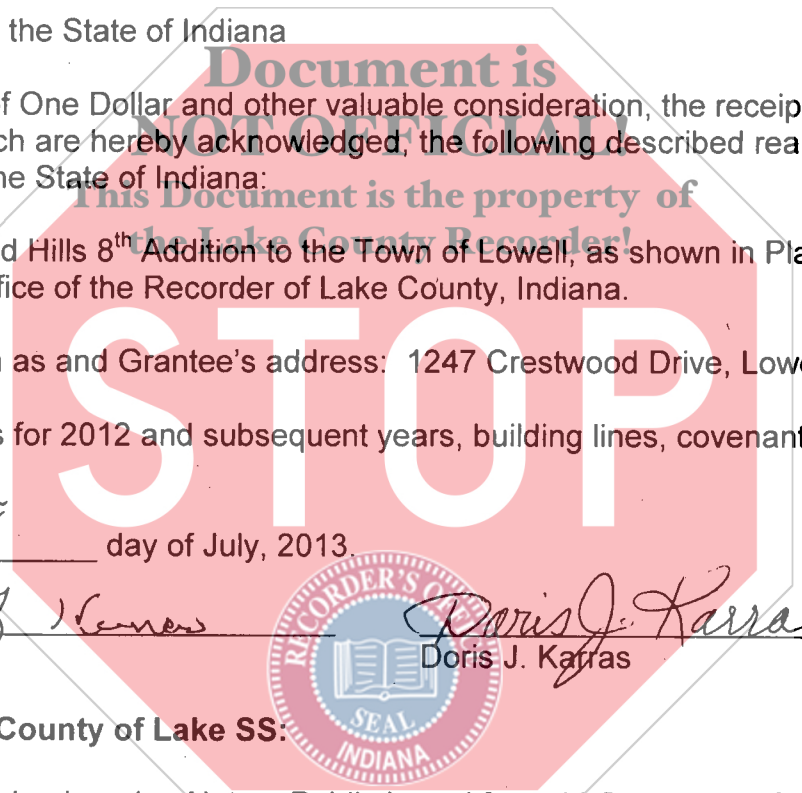 the State of Indiana
Document is
f One Dollar and other valuable consideration, the receip
NOT OFFICIAL!
ch are hereby acknowledged, the following described rea
he State of Indiana:
This Document is the property of
the Lake County Recorder!
d Hills 8th Addition to the Town of Lowell, as shown in Pla
fice of the Recorder of Lake County, Indiana.
STOP
n as and Grantee's address: 1247 Crestwood Drive, Lowe
s for 2012 and subsequent years, building lines, covenant
day of July, 2013.
Doris J. Karras
Doris J. Karras
RECORDER'S OFFICE
SEAL
INDIANA
County of Lake SS: